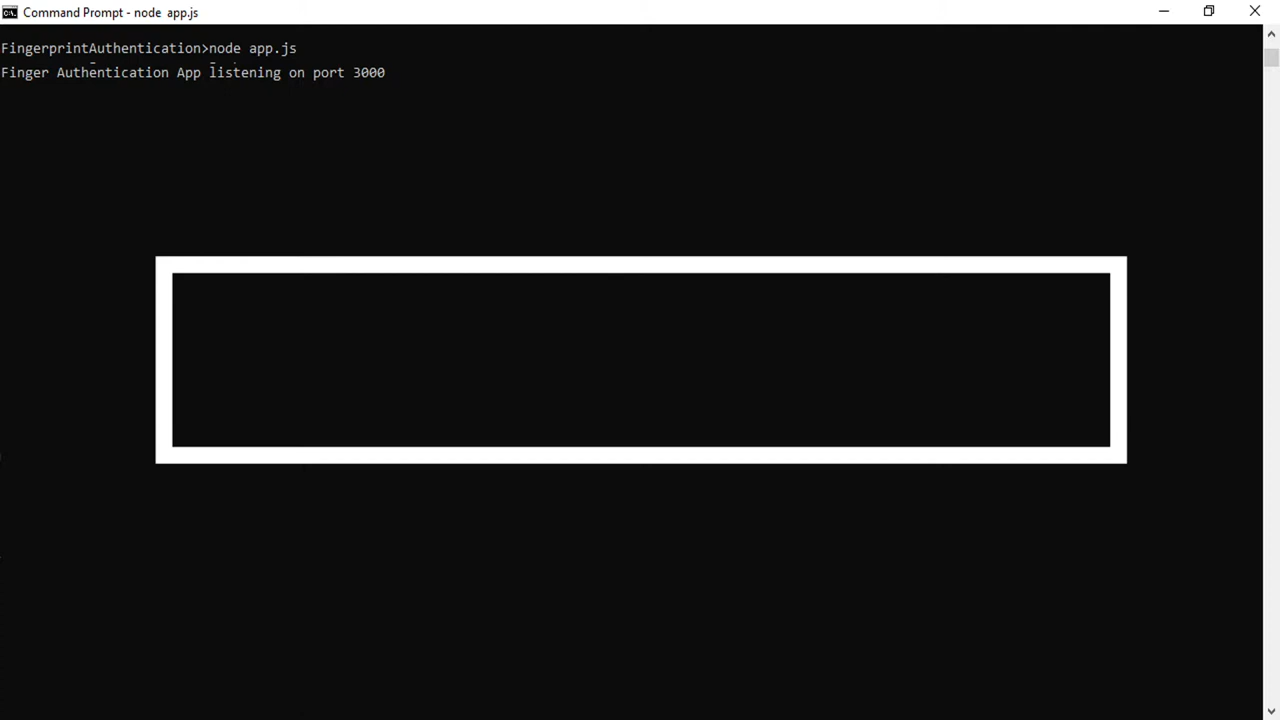 Command Prompt - node  app.js
FingerprintAuthentication>node app.js
Finger Authentication App listening on port 3000